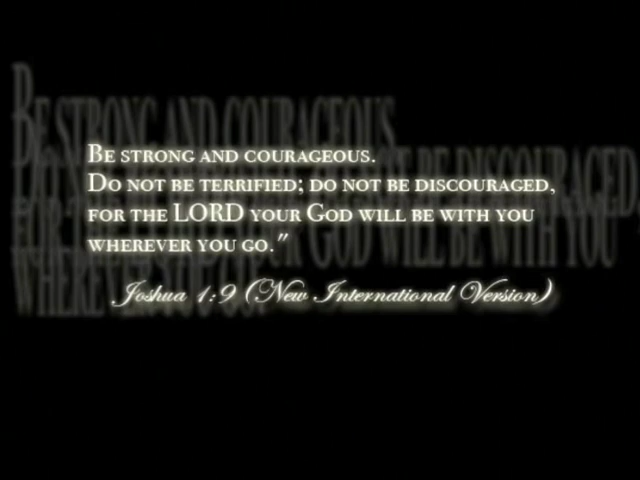 Be strong and courageous.
Do not be terrified; do not be discouraged,
for the LORD your God will be with you
wherever you go."
Joshua 1:9 (New International Version)